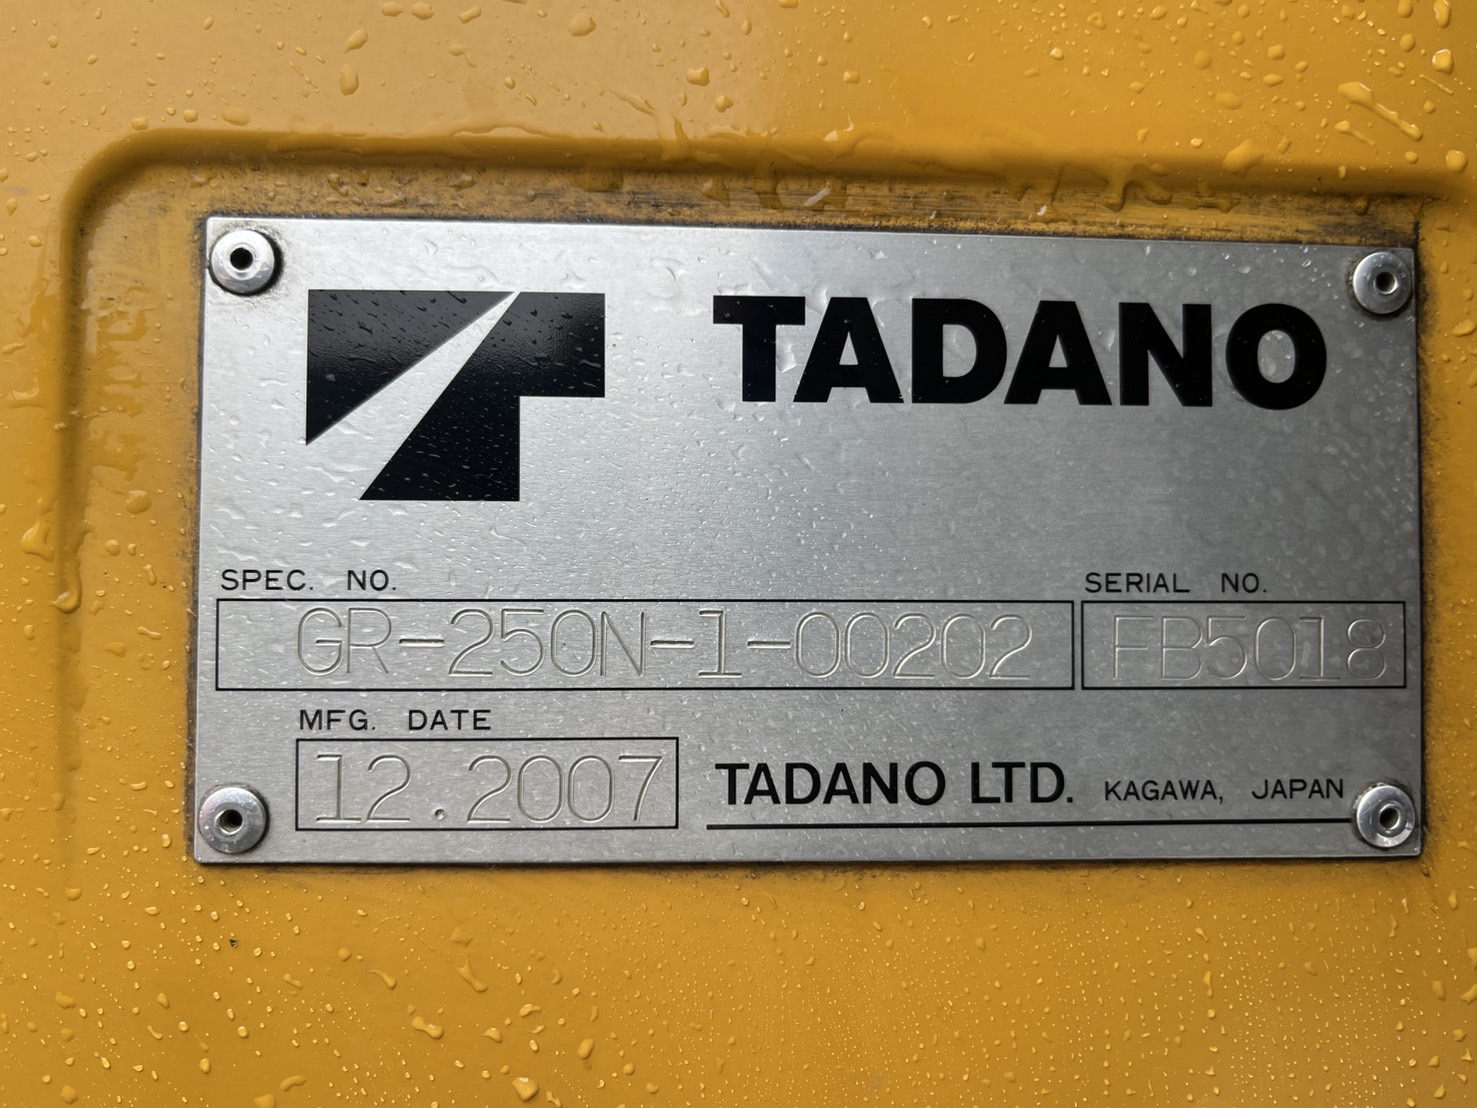 TADANO
SPEC. NO. SERIAL NO.
GR-250N-1-00202 FB5018
MFG. DATE
12.2007 TADANO LTD. KAGAWA, JAPAN